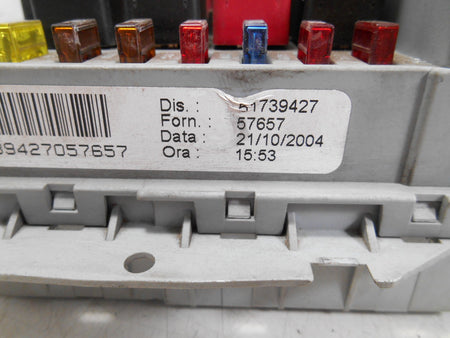 Dis. : 51739427
Forn. : 57657
Data : 21/10/2004
Ora : 15:53
39427057657